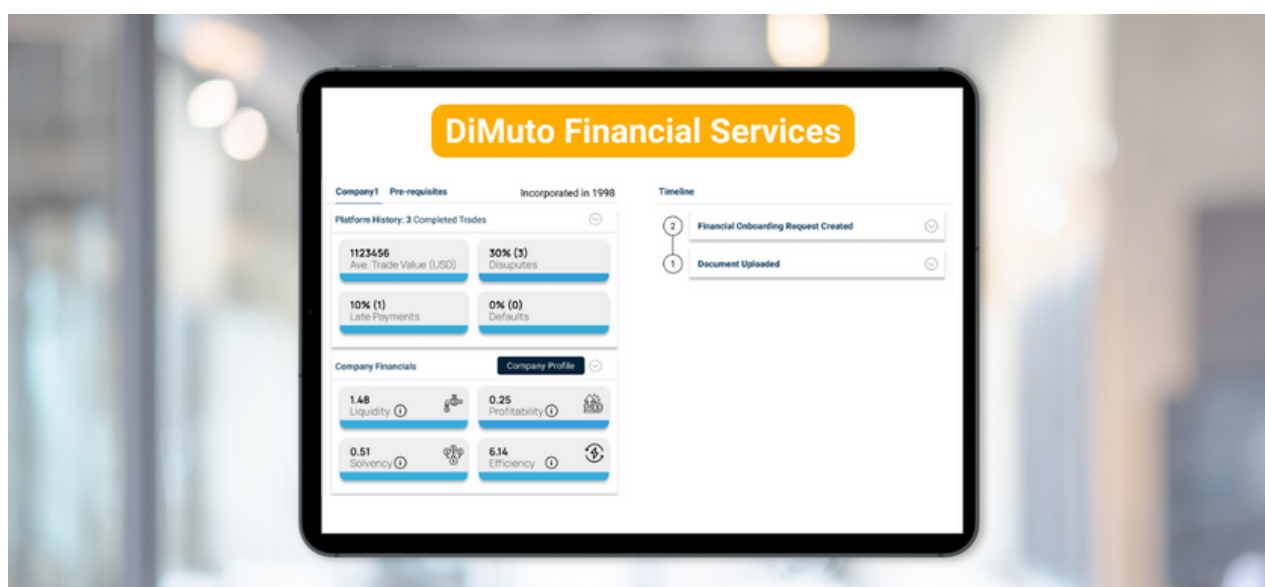 DiMuto Financial Services
Company1 Pre-requisites Incorporated in 1998
Platform History: 3 Completed Trades
1123456
Ave. Trade Value (USD)
30% (3)
Disuputes
10% (1)
Late Payments
0% (0)
Defaults
Company Financials Company Profile
1.48
Liquidity
0.25
Profitability
0.51
Solvency
6.14
Efficiency
Timeline
2 Financial Onboarding Request Created
1 Document Uploaded